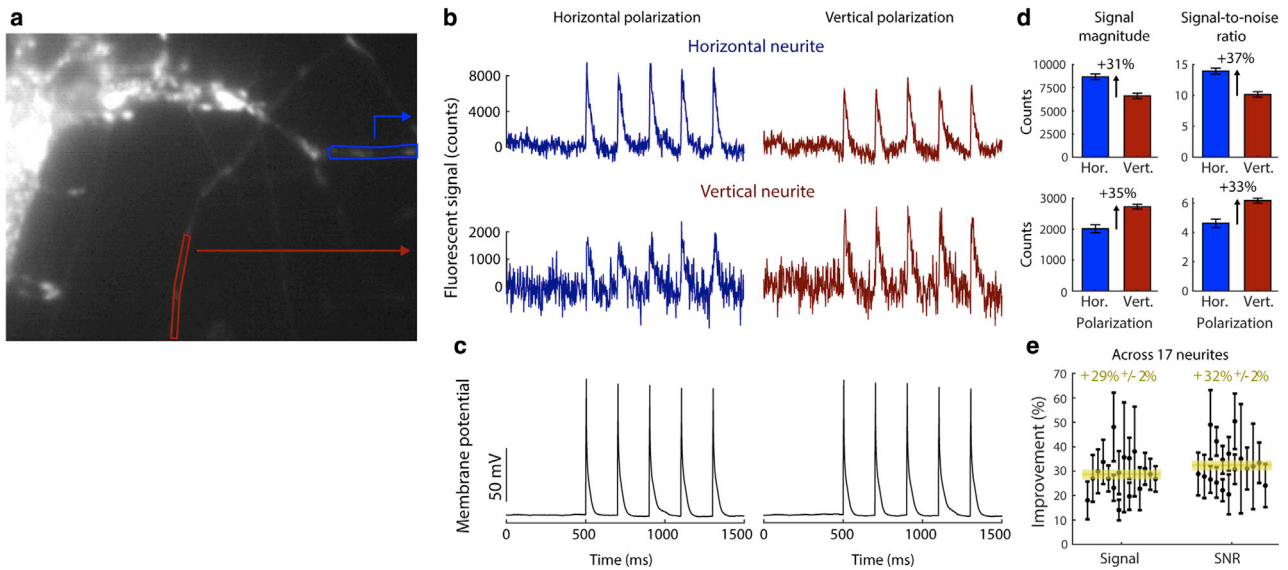 a
b
Horizontal polarization
Vertical polarization
Horizontal neurite
8000
4000
0
Vertical neurite
2000
1000
0
Fluorescent signal (counts)
c
Membrane potential
50 mV
0 500 1000 1500
0 500 1000 1500
Time (ms)
Time (ms)
d
Signal
magnitude
Signal-to-noise
ratio
+31%
+37%
10000
7500
5000
2500
0
Counts
15
10
5
0
Hor. Vert.
Hor. Vert.
+35%
+33%
3000
2000
1000
0
Counts
6
4
2
0
Hor. Vert.
Hor. Vert.
Polarization
Polarization
e
Across 17 neurites
+29%+/-2%
+32%+/-2%
70
60
50
40
30
20
10
0
Improvement (%)
Signal
SNR